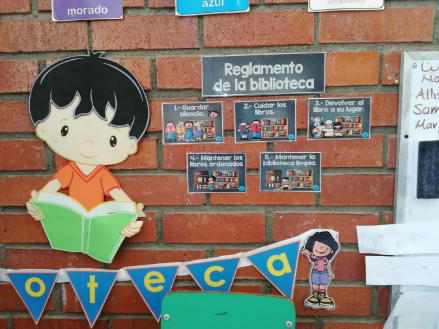 morado
azul
Reglamento
de la biblioteca
1.- Guardar
silencio.
2.- Cuidar los
libros.
3.- Devolver el
libro a su lugar.
4.- Mantener los
libros ordenados
5.- Mantener la
biblioteca limpia.
oteca